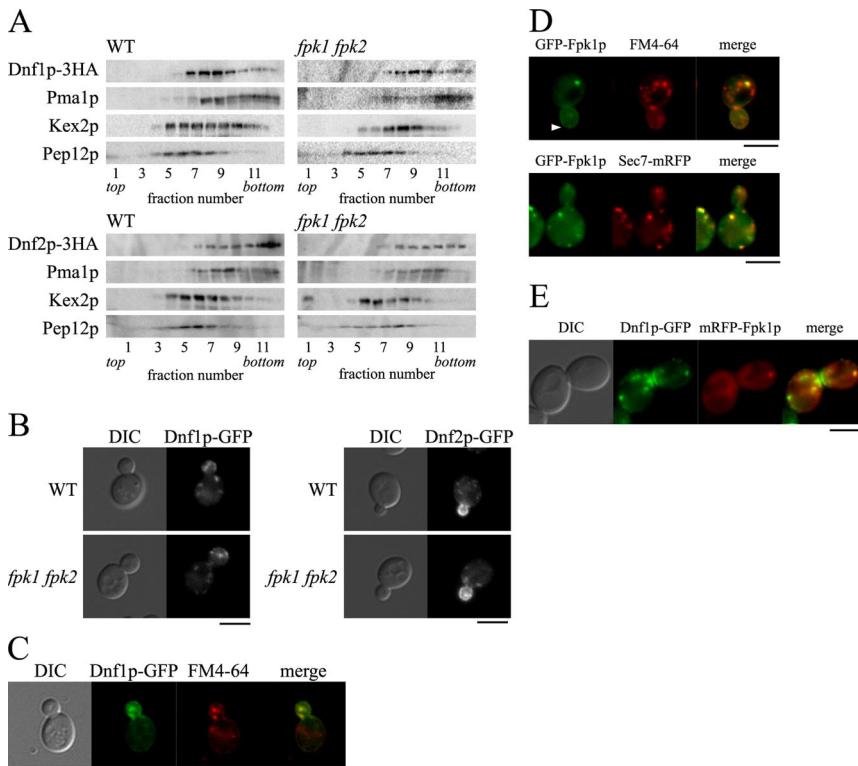 A
WT
fpk1 fpk2
Dnf1p-3HA
Pma1p
Kex2p
Pep12p
1 3 5 7 9 11
1 3 5 7 9 11
top fraction number bottom
top fraction number bottom
WT
fpk1 fpk2
Dnf2p-3HA
Pma1p
Kex2p
Pep12p
1 3 5 7 9 11
1 3 5 7 9 11
top bottom
top bottom
fraction number
fraction number
B
DIC Dnf1p-GFP
WT
fpk1 fpk2
DIC Dnf2p-GFP
WT
fpk1 fpk2
C
DIC Dnf1p-GFP FM4-64 merge
D
GFP-Fpk1p FM4-64 merge
GFP-Fpk1p Sec7-mRFP merge
E
DIC Dnf1p-GFP mRFP-Fpk1p merge